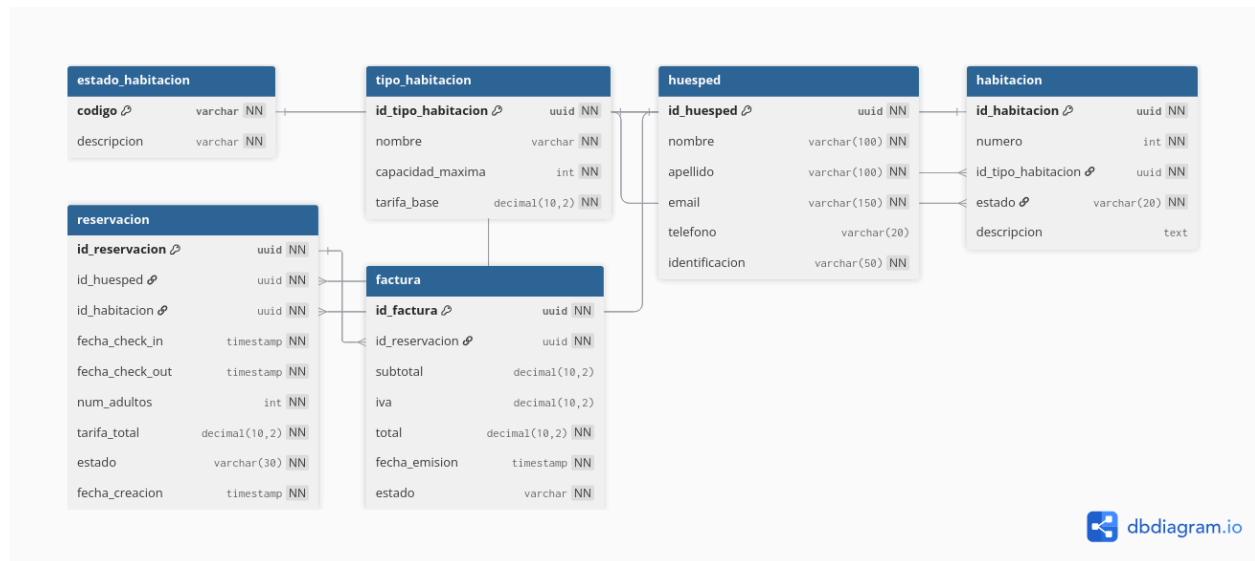 estado_habitacion
codigo varchar NN
descripcion varchar NN
tipo_habitacion
id_tipo_habitacion uuid NN
nombre varchar NN
capacidad_maxima int NN
tarifa_base decimal(10,2) NN
huesped
id_huesped uuid NN
nombre varchar(100) NN
apellido varchar(100) NN
email varchar(150) NN
telefono varchar(20)
identificacion varchar(50) NN
habitacion
id_habitacion uuid NN
numero int NN
id_tipo_habitacion uuid NN
estado varchar(20) NN
descripcion text
reservacion
id_reservacion uuid NN
id_huesped uuid NN
id_habitacion uuid NN
fecha_check_in timestamp NN
fecha_check_out timestamp NN
num_adultos int NN
tarifa_total decimal(10,2) NN
estado varchar(30) NN
fecha_creacion timestamp NN
factura
id_factura uuid NN
id_reservacion uuid NN
subtotal decimal(10,2)
iva decimal(10,2)
total decimal(10,2) NN
fecha_emision timestamp NN
estado varchar NN
dbdiagram.io